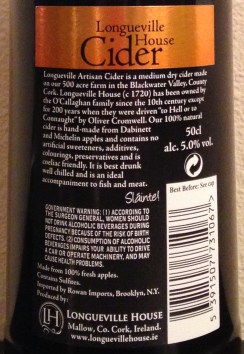 Longueville
House
Cider
Longueville Artisan Cider is a medium dry cider made
on our 500 acre farm in the Blackwater Valley, County
Cork. Longueville House (c 1720) has been owned by
the O'Callaghan family since the 10th century except
for 200 years when they were driven "to Hell or to
Connaught" by Oliver Cromwell. Our 100% natural
cider is hand-made from Dabinett
and Michelin apples and contains no
artificial sweeteners, additives,
colourings, preservatives and is
coeliac friendly. It is best drunk
well chilled and is an ideal
accompaniment to fish and meat.
50cl
alc. 5.0% vol.
Sláinte!
Best Before: See cap
GOVERNMENT WARNING: (1) ACCORDING TO
THE SURGEON GENERAL, WOMEN SHOULD
NOT DRINK ALCOHOLIC BEVERAGES DURING
PREGNANCY BECAUSE OF THE RISK OF BIRTH
DEFECTS. (2) CONSUMPTION OF ALCOHOLIC
BEVERAGES IMPAIRS YOUR ABILITY TO DRIVE
A CAR OR OPERATE MACHINERY, AND MAY
CAUSE HEALTH PROBLEMS.
Made from 100% fresh apples.
Contains Sulfites.
Imported by Rowan Imports, Brooklyn, N.Y.
Produced by:
LH
LONGUEVILLE HOUSE
Mallow, Co. Cork, Ireland.
www.longuevillehouse.ie